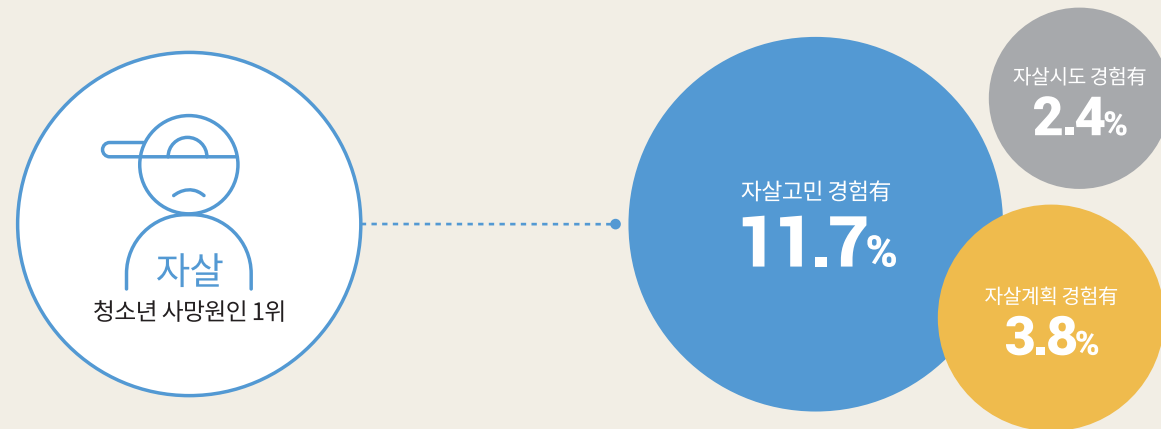 자살
청소년 사망원인 1위
자살고민 경험有
11.7%
자살시도 경험有
2.4%
자살계획 경험有
3.8%